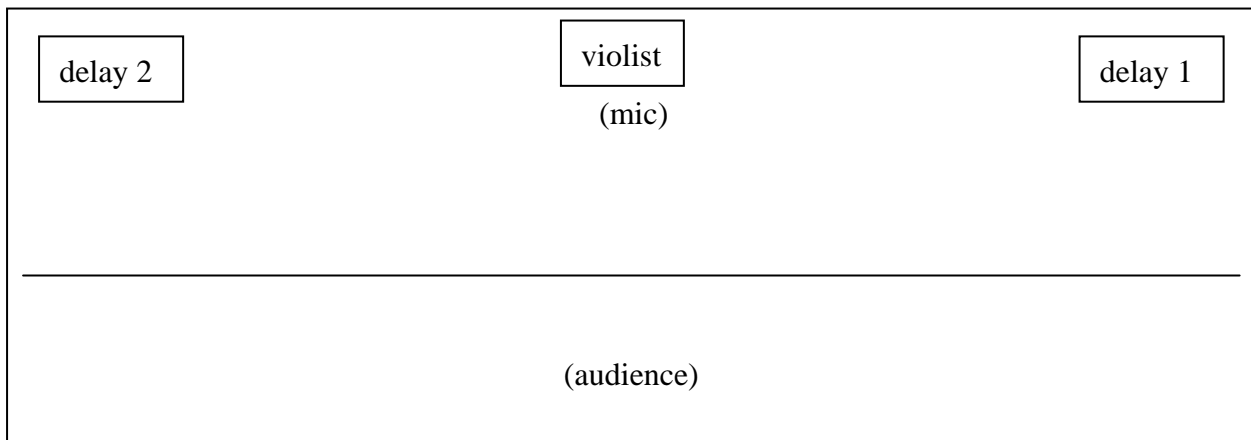 delay 2
violist
delay 1
(mic)
(audience)